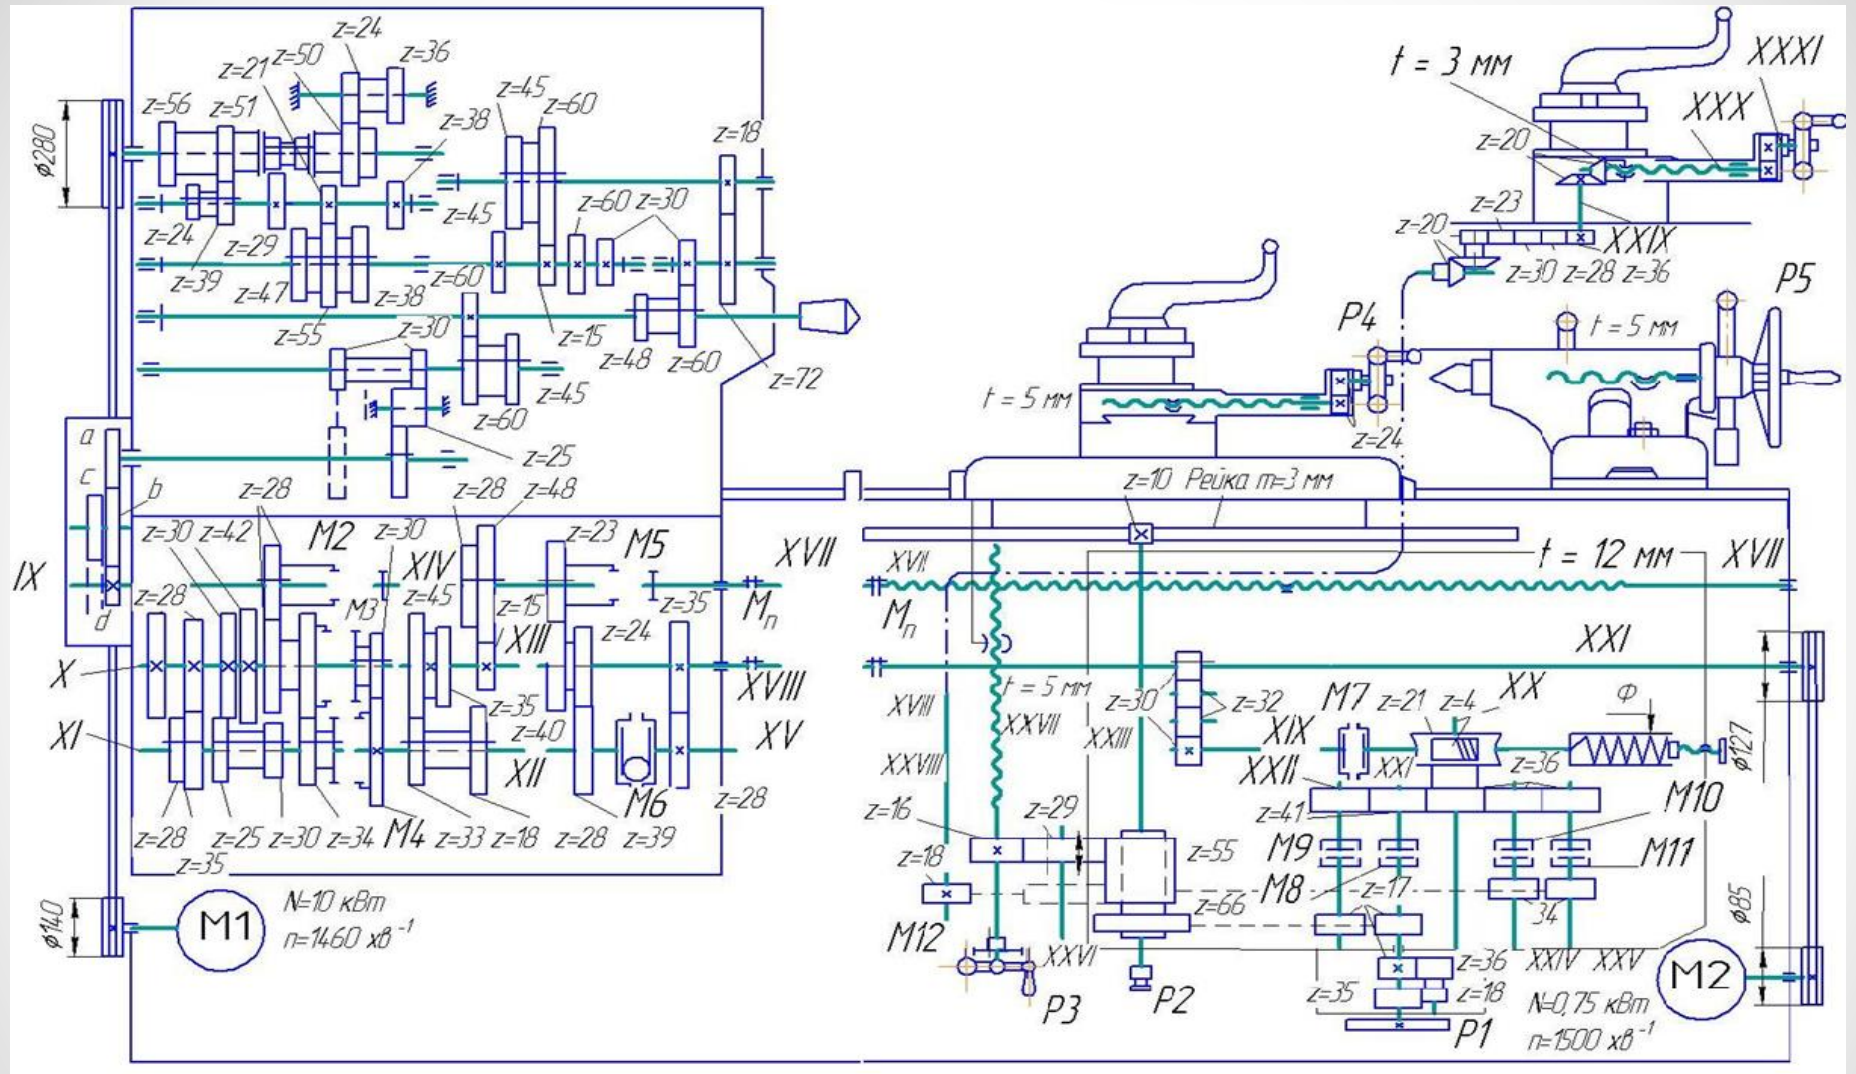 z=24
z=50 z=36
z=21
z=56 z=51
z=45
z=60
z=38
z=18
ϕ280
z=24
z=29
z=39
z=45
z=60 z=30
z=47
z=38
z=60
z=55
z=30
z=15
z=48
z=60
z=72
z=45
z=60
z=25
a
c
b
d
z=28
z=28 z=48
z=30 z=42
M2
z=30
z=23
M5
IX
XIV
XVII
z=28
M3
z=45
z=15
z=35
Mп
XIII
z=24
X
XVIII
z=35
XI
z=40
XV
XII
M6
z=28
z=28
z=25 z=30 z=34
M4
z=33 z=18 z=28 z=39
z=35
ϕ140
M1
N=10 кВт
n=1460 хв⁻¹
t = 3 мм
XXXI
XXX
z=20
z=23
z=20
XXIX
z=30 z=28 z=36
P5
P4
t = 5 мм
t = 5 мм
z=24
z=10 Рейка m=3 мм
XVII
t = 12 мм
XVII
Mп
XXI
t = 5 мм
XVIII
z=30
z=32
M7
z=21 z=4
XX
Ф
XXVII
XXIII
XIX
ϕ127
XXVIII
XXII
XXI
z=36
z=16
z=29
z=41
M10
z=18
z=55
M9
M11
M8
z=17
z=66
34
ϕ85
M12
XXVI
z=36
XXIV XXV
M2
P3
P2
z=35
z=18
N=0,75 кВт
P1
n=1500 хв⁻¹